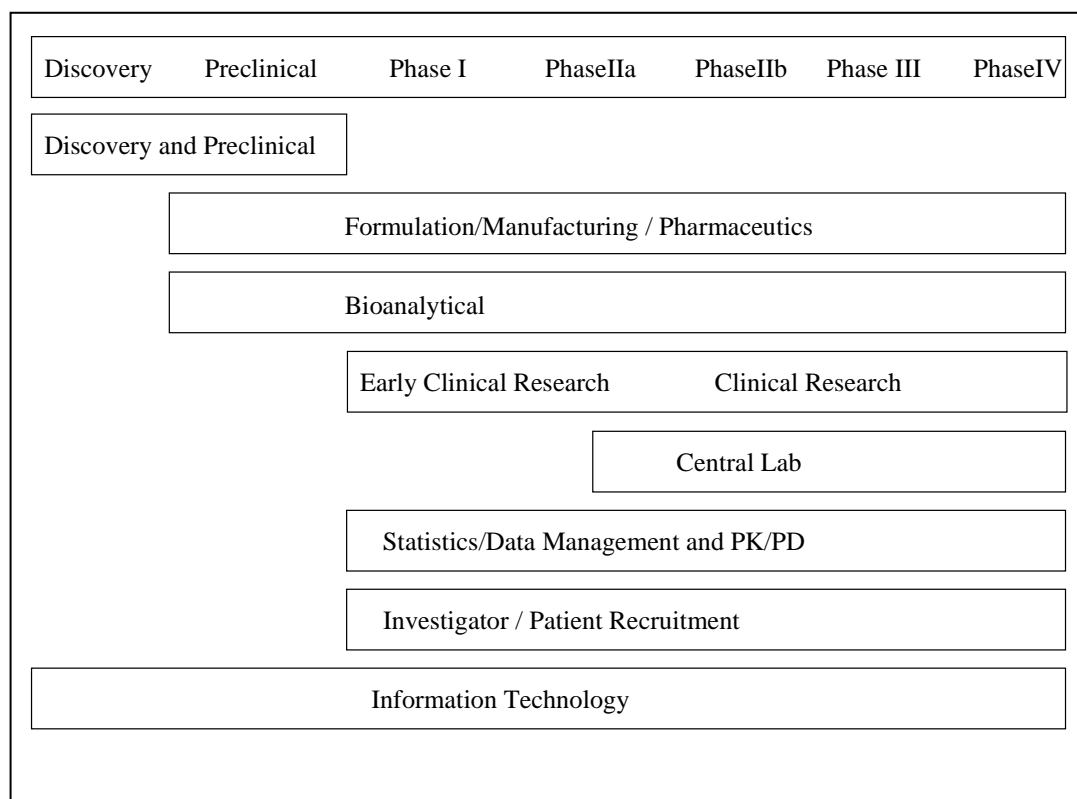 Discovery Preclinical Phase I PhaseIIa PhaseIIb Phase III PhaseIV
Discovery and Preclinical
Formulation/Manufacturing / Pharmaceutics
Bioanalytical
Early Clinical Research Clinical Research
Central Lab
Statistics/Data Management and PK/PD
Investigator / Patient Recruitment
Information Technology